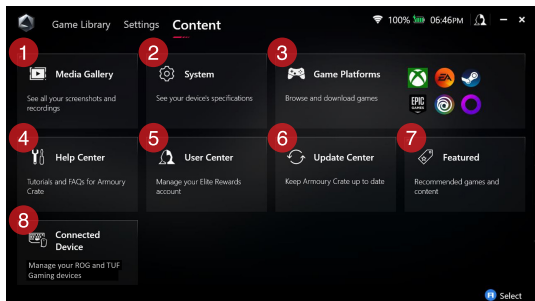 Game Library Settings Content 100% 06:46PM
1 2 3
Media Gallery System Game Platforms
See all your screenshots and recordings
See your device's specifications
Browse and download games
EA
EPIC GAMES
4 5 6 7
Help Center User Center Update Center Featured
Tutorials and FAQs for Armoury Crate
Manage your Elite Rewards account
Keep Armoury Crate up to date
Recommended games and content
8
Connected Device
Manage your ROG and TUF Gaming devices
Select